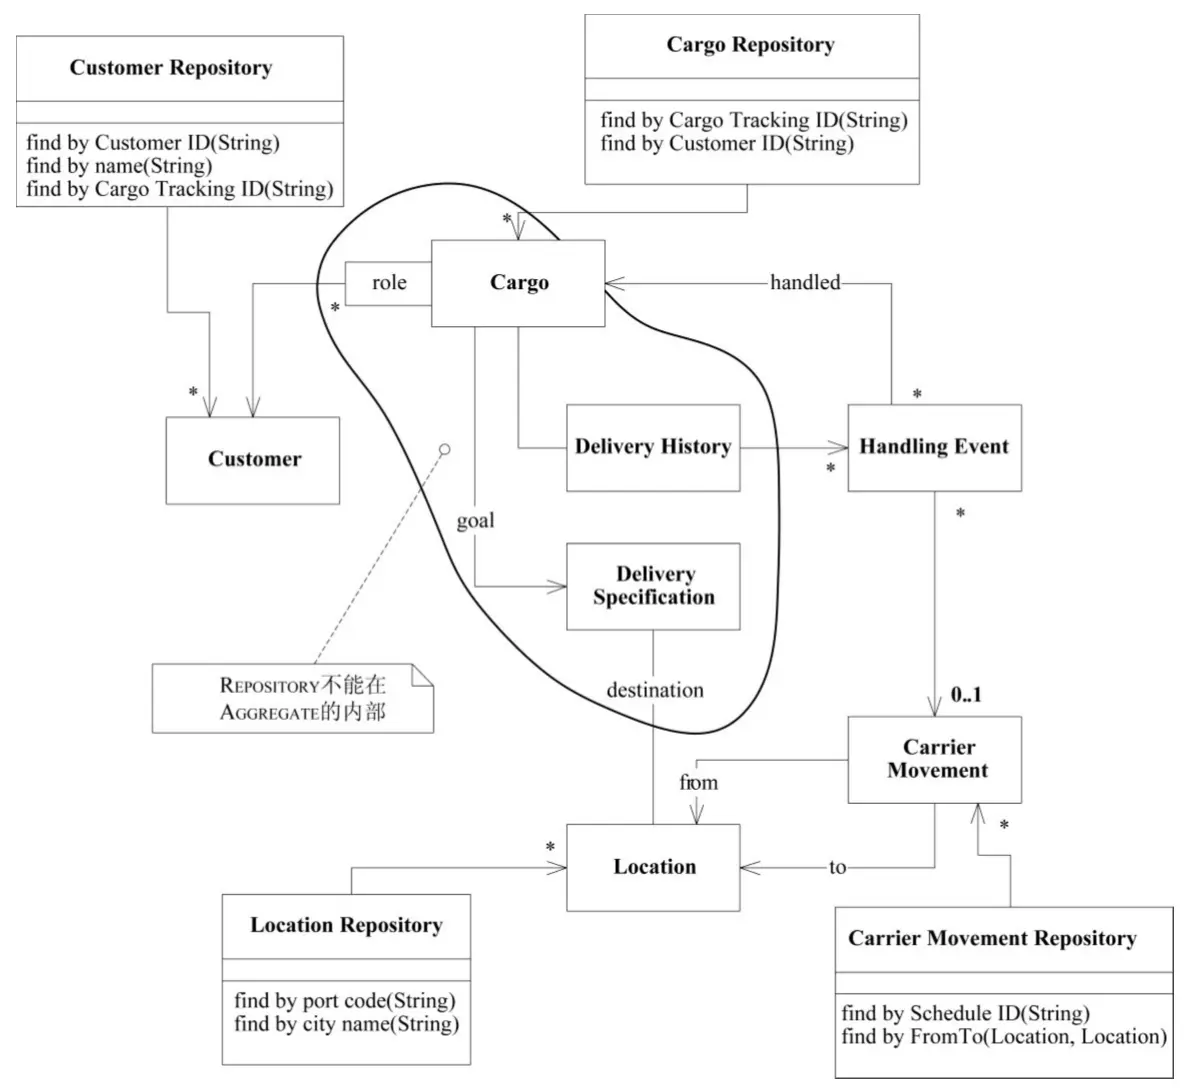 Cargo Repository
find by Cargo Tracking ID(String)
find by Customer ID(String)
Customer Repository
find by Customer ID(String)
find by name(String)
find by Cargo Tracking ID(String)
*
role
*
Cargo
handled
*
Customer
*
Delivery History
*
Handling Event
*
goal
Delivery
Specification
REPOSITORY不能在
AGGREGATE的内部
destination
0..1
Carrier
Movement
from
*
Location
to
*
Location Repository
find by port code(String)
find by city name(String)
Carrier Movement Repository
find by Schedule ID(String)
find by FromTo(Location, Location)